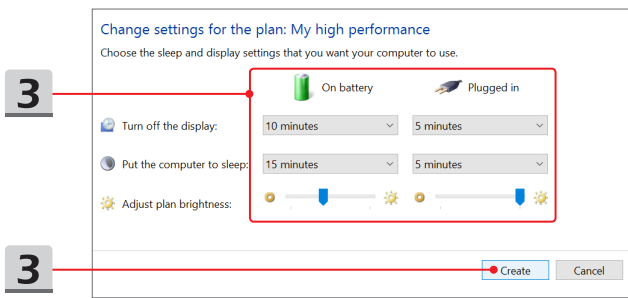 Change settings for the plan: My high performance
Choose the sleep and display settings that you want your computer to use.
3
On battery Plugged in
Turn off the display: 10 minutes 5 minutes
Put the computer to sleep: 15 minutes 5 minutes
Adjust plan brightness:
3
Create Cancel